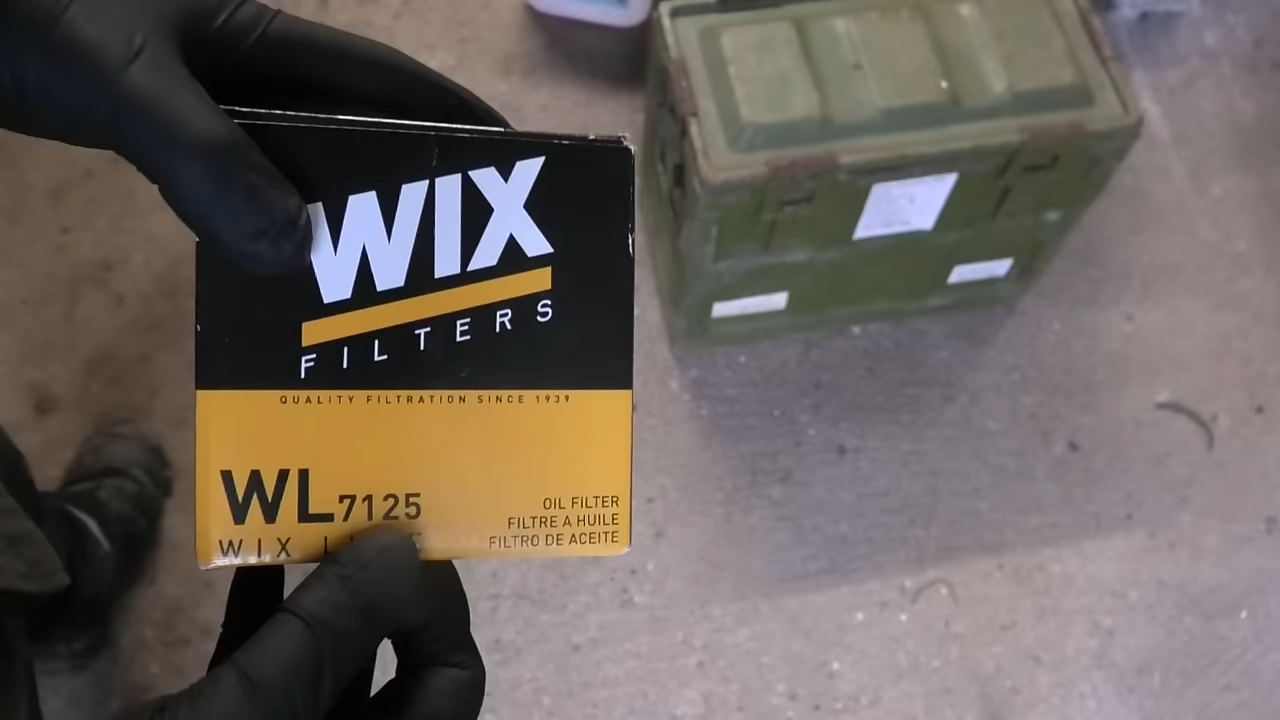 WIX
FILTERS
QUALITY FILTRATION SINCE 1939
WL7125
WIX
OIL FILTER
FILTRE A HUILE
FILTRO DE ACEITE